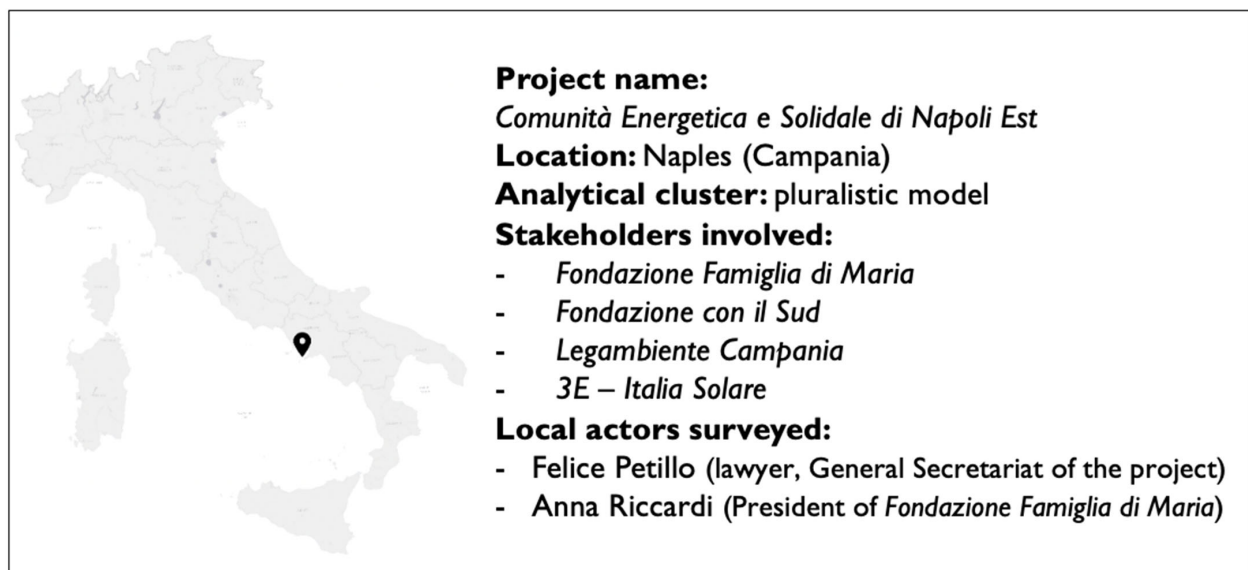 Project name:
Comunità Energetica e Solidale di Napoli Est
Location: Naples (Campania)
Analytical cluster: pluralistic model
Stakeholders involved:
- Fondazione Famiglia di Maria
- Fondazione con il Sud
- Legambiente Campania
- 3E – Italia Solare
Local actors surveyed:
- Felice Petillo (lawyer, General Secretariat of the project)
- Anna Riccardi (President of Fondazione Famiglia di Maria)